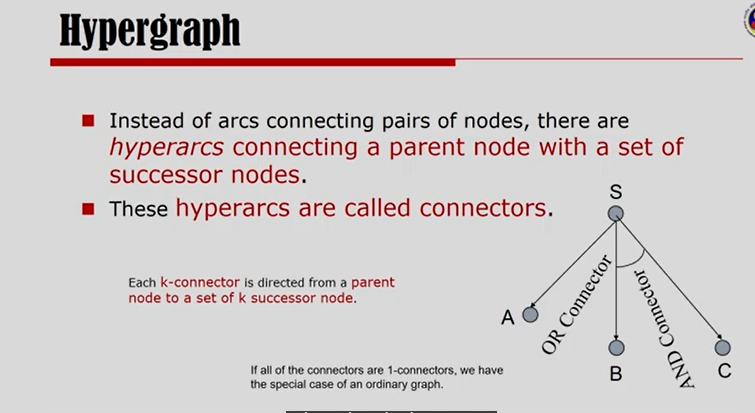 Hypergraph
Instead of arcs connecting pairs of nodes, there are
hyperarcs connecting a parent node with a set of
successor nodes.
These hyperarcs are called connectors.
Each k-connector is directed from a parent
node to a set of k successor node.
S
A
OR Connector
B
AND Connector
C
If all of the connectors are 1-connectors, we have
the special case of an ordinary graph.